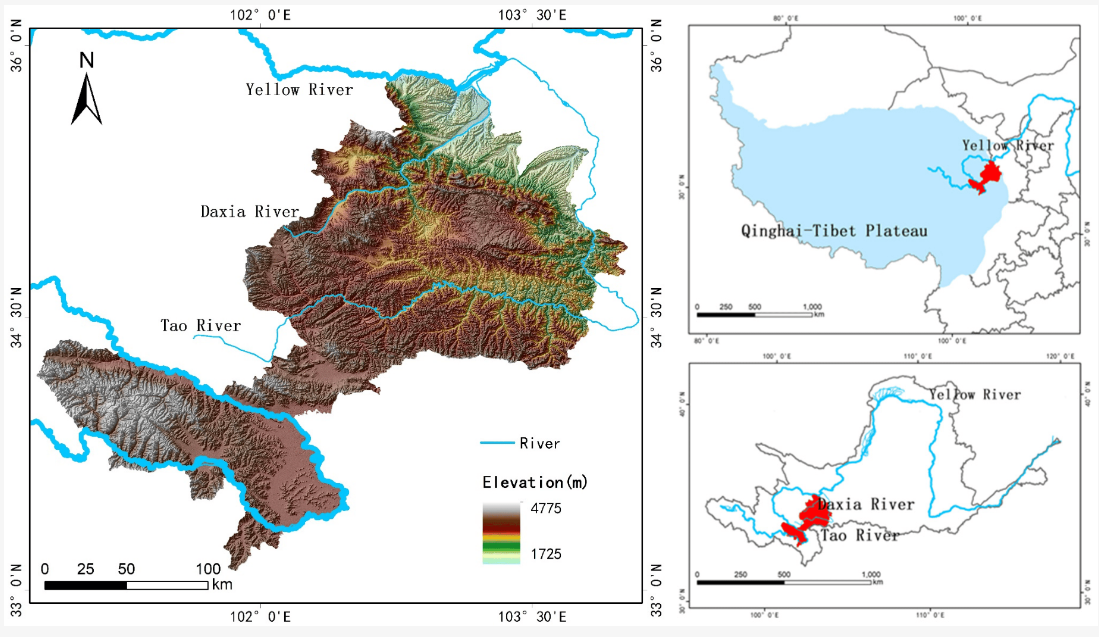 102° 0′E
103° 30′E
36° 0′N
36° 0′N
N
Yellow River
Daxia River
Tao River
34° 30′N
34° 30′N
River
Elevation(m)
4775
1725
0
25
50
100
km
33° 0′N
33° 0′N
102° 0′E
103° 30′E
80° 0′E
100° 0′E
Yellow River
30° 0′N
30° 0′N
Qinghai-Tibet Plateau
0
250
500
1,000
km
80° 0′E
100° 0′E
100° 0′E
110° 0′E
120° 0′E
40° 0′N
40° 0′N
Yellow River
Daxia River
Tao River
0
250
500
1,000
km
30° 0′N
30° 0′N
100° 0′E
110° 0′E